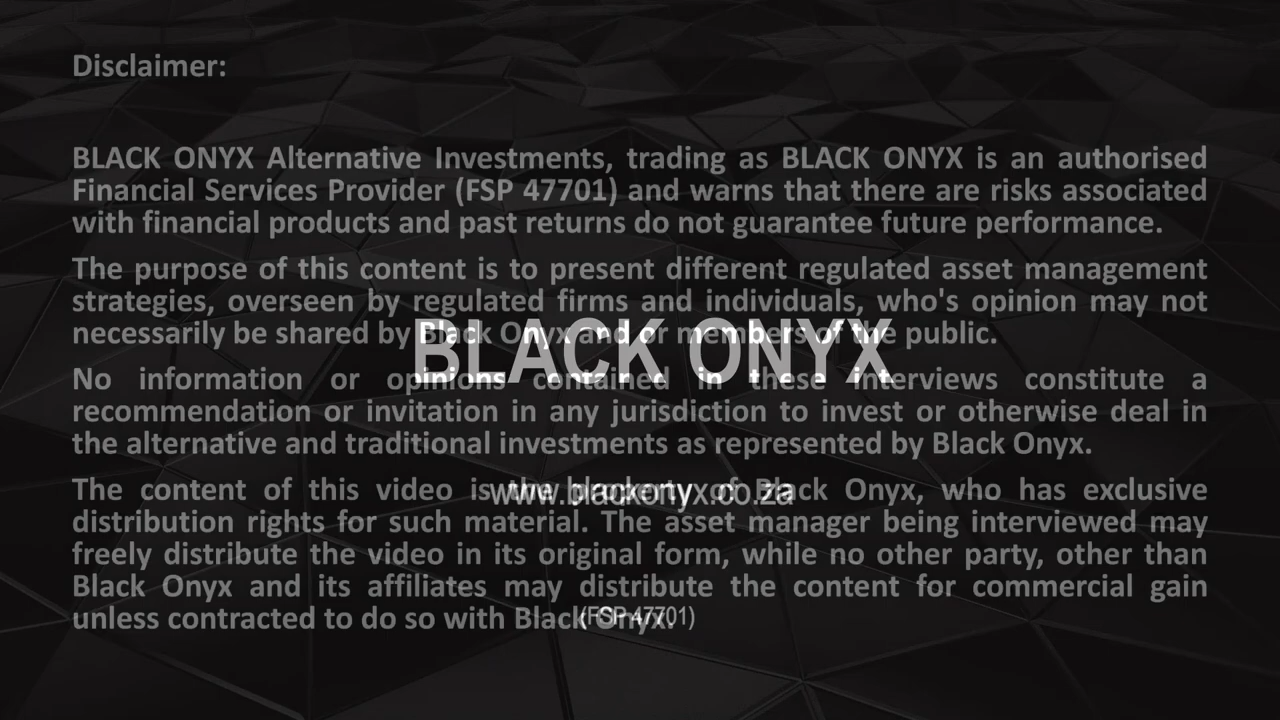 Disclaimer:
BLACK ONYX Alternative Investments, trading as BLACK ONYX is an authorised
Financial Services Provider (FSP 47701) and warns that there are risks associated
with financial products and past returns do not guarantee future performance.
The purpose of this content is to present different regulated asset management
strategies, overseen by regulated firms and individuals, who's opinion may not
necessarily be shared by Black Onyx and or members of the public.
BLACK ONYX
No information or opinions contained in these interviews constitute a
recommendation or invitation in any jurisdiction to invest or otherwise deal in
the alternative and traditional investments as represented by Black Onyx.
The content of this video is the property of Black Onyx, who has exclusive
www.blackonyx.co.za
distribution rights for such material. The asset manager being interviewed may
freely distribute the video in its original form, while no other party, other than
Black Onyx and its affiliates may distribute the content for commercial gain
unless contracted to do so with Black Onyx.
(FSP 47701)